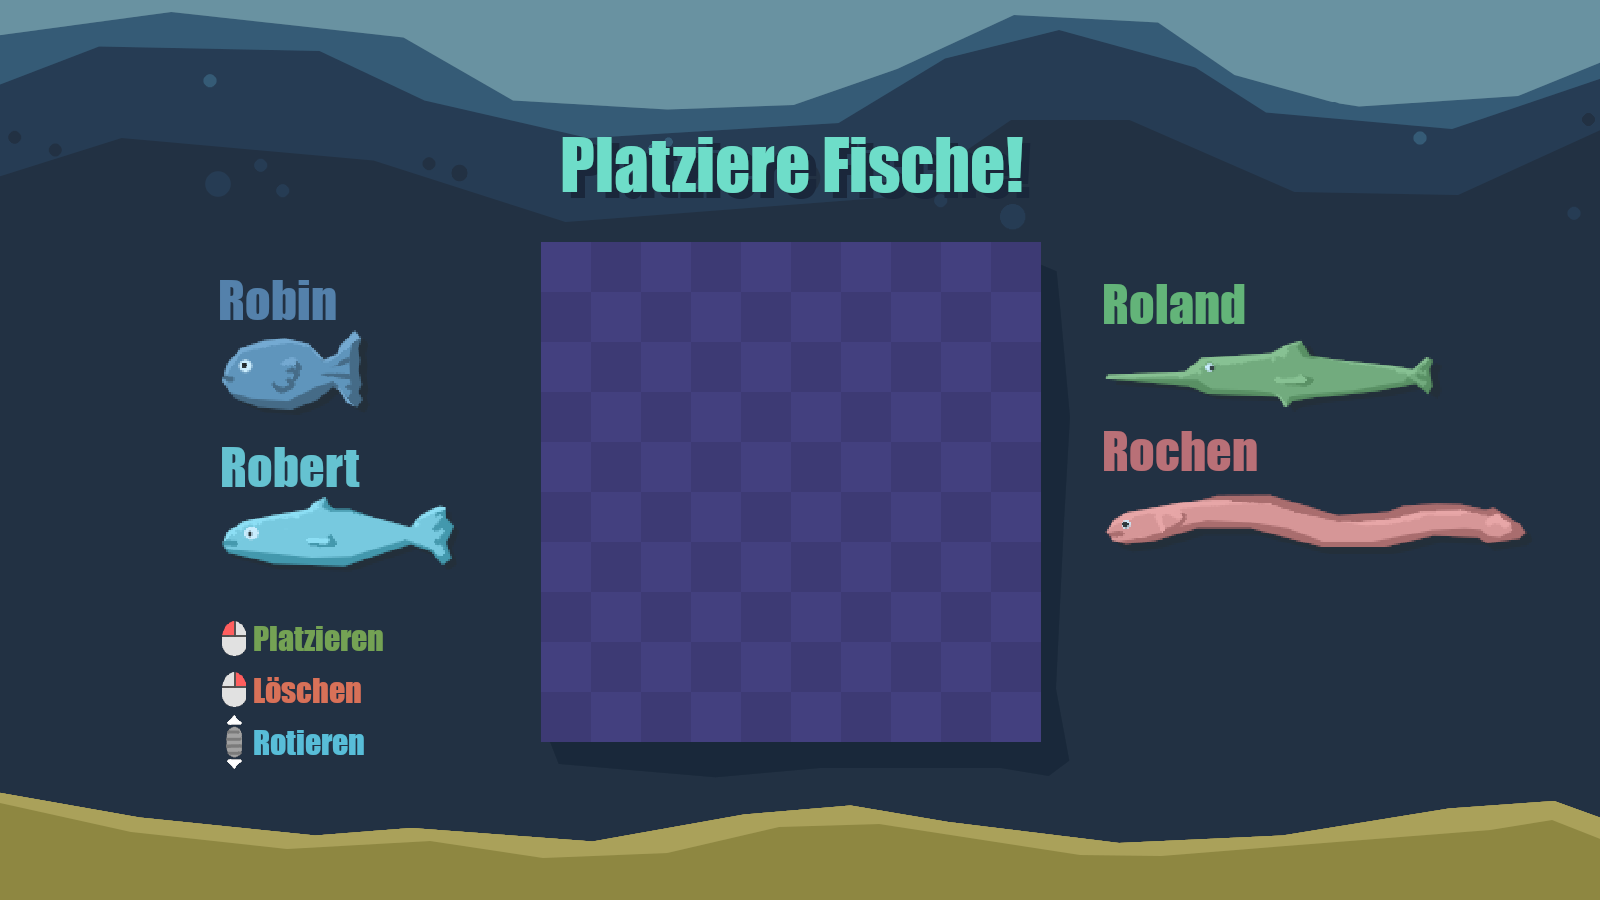 Platziere Fische!
Robin
Robert
Platzieren
Löschen
Rotieren
Roland
Rochen